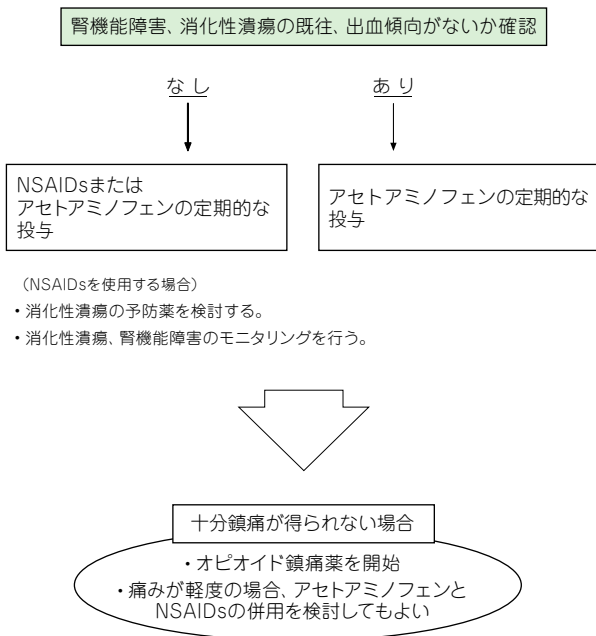 腎機能障害、消化性潰瘍の既往、出血傾向がないか確認
なし
あり
NSAIDsまたは
アセトアミノフェンの定期的な
投与
アセトアミノフェンの定期的な
投与
（NSAIDsを使用する場合）
・消化性潰瘍の予防薬を検討する。
・消化性潰瘍、腎機能障害のモニタリングを行う。
十分鎮痛が得られない場合
・オピオイド鎮痛薬を開始
・痛みが軽度の場合、アセトアミノフェンと
NSAIDsの併用を検討してもよい